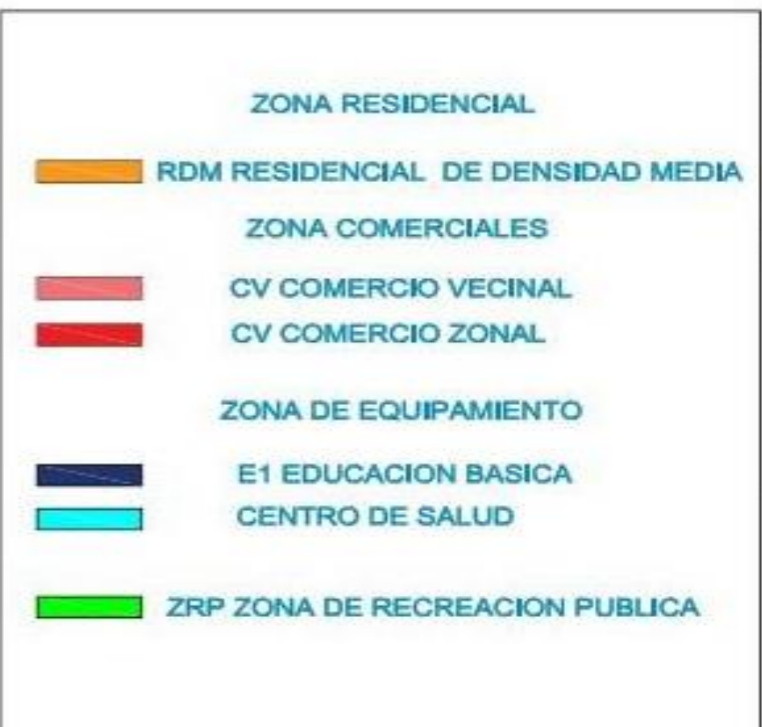 ZONA RESIDENCIAL
RDM RESIDENCIAL DE DENSIDAD MEDIA
ZONA COMERCIALES
CV COMERCIO VECINAL
CV COMERCIO ZONAL
ZONA DE EQUIPAMIENTO
E1 EDUCACION BASICA
CENTRO DE SALUD
ZRP ZONA DE RECREACION PUBLICA